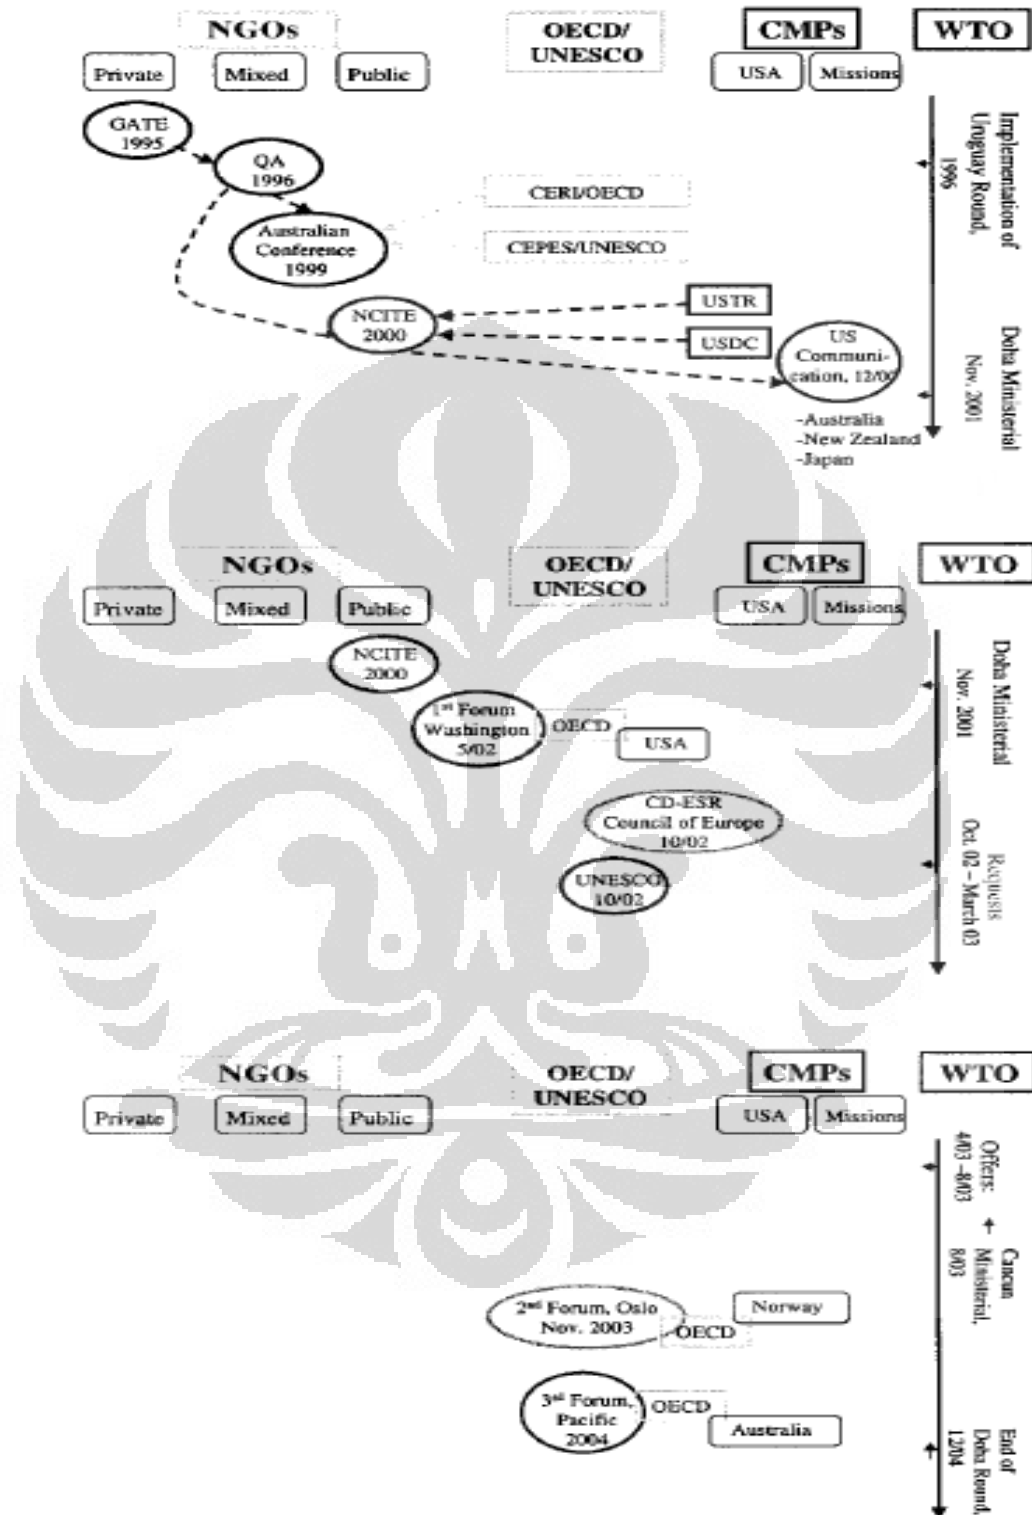 NGOs
OECD/
UNESCO
CMPs
WTO
Private
Mixed
Public
USA
Missions
GATE
1995
QA
1996
Australian
Conference
1999
CERI/OECD
CEPES/UNESCO
NCITE
2000
USTR
USDC
US
Communi-
cation, 12/00
-Australia
-New Zealand
-Japan
Implementation of
Uruguay Round,
1996
Doha Ministerial
Nov. 2001
NGOs
OECD/
UNESCO
CMPs
WTO
Private
Mixed
Public
USA
Missions
NCITE
2000
1st Forum
Washington
5/02
OECD
USA
CD-ESR
Council of Europe
10/02
UNESCO
10/02
Doha Ministerial
Nov. 2001
Requests
Oct. 02 – March 03
NGOs
OECD/
UNESCO
CMPs
WTO
Private
Mixed
Public
USA
Missions
2nd Forum, Oslo
Nov. 2003
OECD
Norway
3rd Forum,
Pacific
2004
OECD
Australia
Offers:
4/03 –8/03
Cancun
Ministerial,
8/03
End of
Doha Round,
12/04